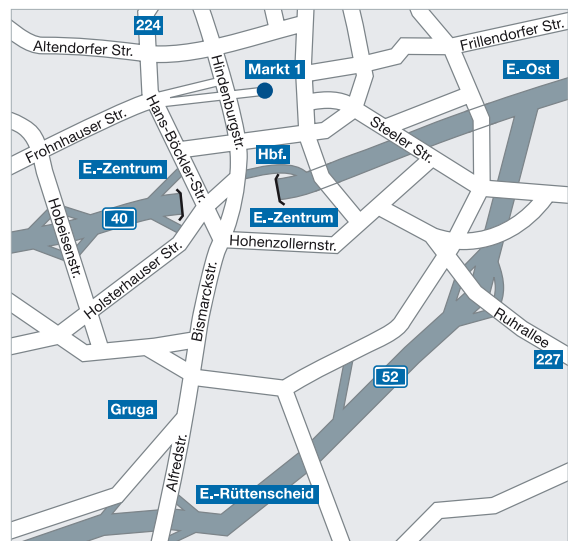 224
Altendorfer Str.
Frillendorfer Str.
Hindenburgstr.
Markt 1
E.-Ost
Hans-Böckler-Str.
Frohnhauser Str.
Steeler Str.
Hbf.
E.-Zentrum
40
E.-Zentrum
Hobeisenstr.
Hohenzollernstr.
Holsterhauser Str.
Bismarckstr.
Ruhrallee
227
52
Gruga
Alfredstr.
E.-Rüttenscheid